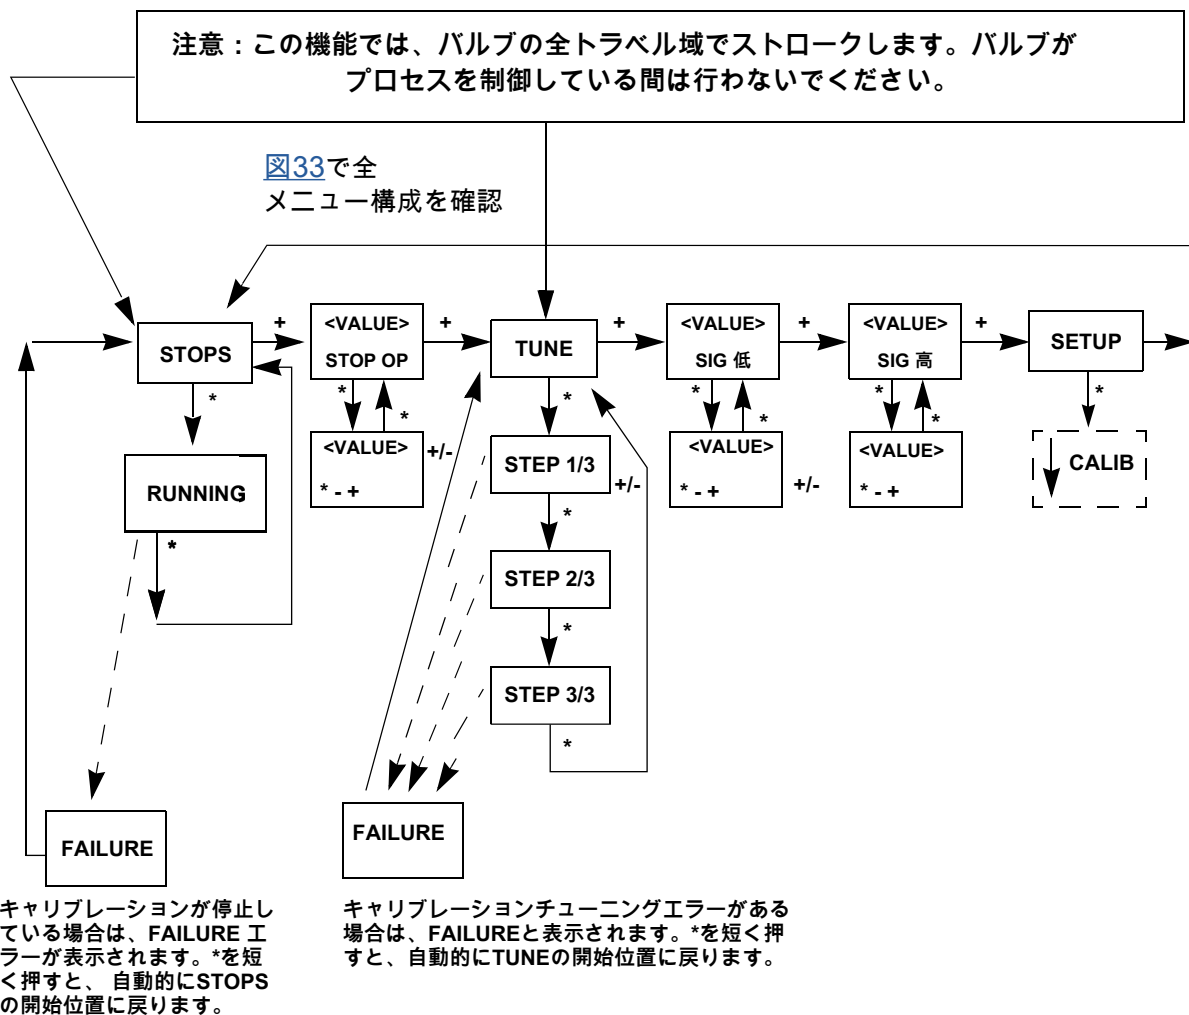 注意：この機能では、バルブの全トラベル域でストロークします。バルブが
プロセスを制御している間は行わないでください。
図33で全
メニュー構成を確認
STOPS
+
<VALUE>
STOP OP
+
TUNE
+
<VALUE>
SIG 低
+
<VALUE>
SIG 高
+
SETUP
*
*
*
*
*
*
*
*
*
RUNNING
<VALUE>
* - +
+/-
STEP 1/3
+/-
<VALUE>
* - +
+/-
<VALUE>
* - +
CALIB
*
*
STEP 2/3
*
STEP 3/3
*
FAILURE
FAILURE
キャリブレーションが停止し
ている場合は、FAILURE エ
ラーが表示されます。*を短
く押すと、 自動的にSTOPS
の開始位置に戻ります。
キャリブレーションチューニングエラーがある
場合は、FAILUREと表示されます。*を短く押
すと、自動的にTUNEの開始位置に戻ります。